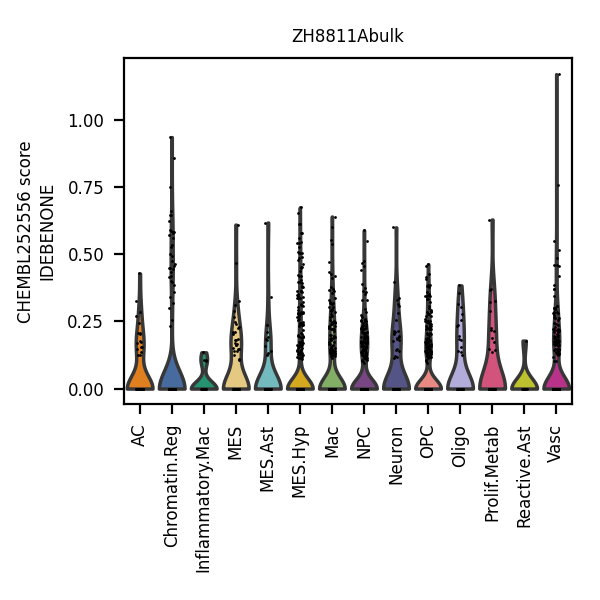 ZH8811Abulk
CHEMBL252556 score
IDEBENONE
1.00
0.75
0.50
0.25
0.00
AC
Chromatin.Reg
Inflammatory.Mac
MES
MES.Ast
MES.Hyp
Mac
NPC
Neuron
OPC
Oligo
Prolif.Metab
Reactive.Ast
Vasc